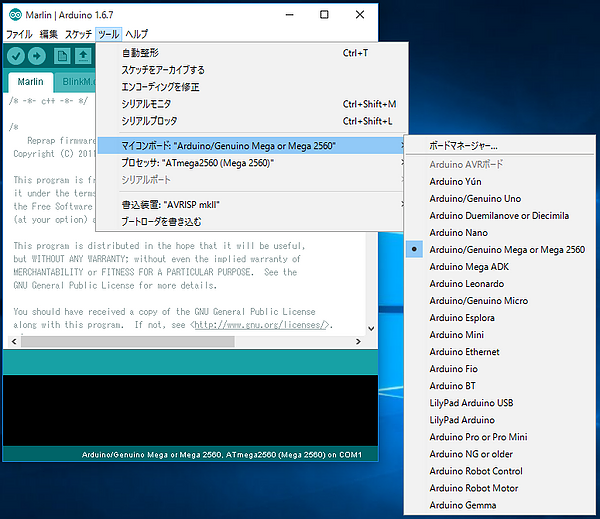 Marlin | Arduino 1.6.7
ファイル 編集 スケッチ ツール ヘルプ
Marlin
BlinkM.c
自動整形 Ctrl+T
スケッチをアーカイブする
エンコーディングを修正
シリアルモニタ Ctrl+Shift+M
シリアルプロッタ Ctrl+Shift+L
マイコンボード: "Arduino/Genuino Mega or Mega 2560"
プロセッサ: "ATmega2560 (Mega 2560)"
シリアルポート
書込装置: "AVRISP mkII"
ブートローダを書き込む
ボードマネージャー...
Arduino AVRボード
Arduino Yún
Arduino/Genuino Uno
Arduino Duemilanove or Diecimila
Arduino Nano
Arduino/Genuino Mega or Mega 2560
Arduino Mega ADK
Arduino Leonardo
Arduino/Genuino Micro
Arduino Esplora
Arduino Mini
Arduino Ethernet
Arduino Fio
Arduino BT
LilyPad Arduino USB
LilyPad Arduino
Arduino Pro or Pro Mini
Arduino NG or older
Arduino Robot Control
Arduino Robot Motor
Arduino Gemma
/* -*- c++ -*- */
/*
Reprap firmware
Copyright (C) 2011
This program is fr
it under the terms
the Free Software
(at your option) a
This program is distributed in the hope that it will be useful,
but WITHOUT ANY WARRANTY; without even the implied warranty of
MERCHANTABILITY or FITNESS FOR A PARTICULAR PURPOSE. See the
GNU General Public License for more details.
You should have received a copy of the GNU General Public License
along with this program. If not, see <http://www.gnu.org/licenses/>.
Arduino/Genuino Mega or Mega 2560, ATmega2560 (Mega 2560) on COM1